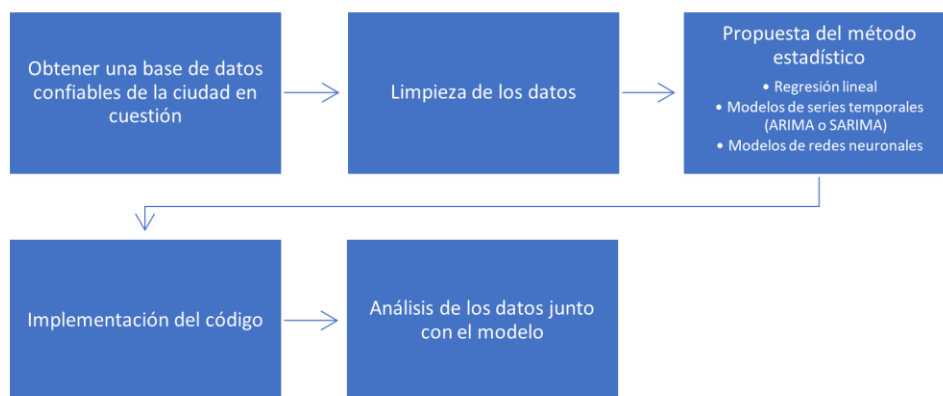 Obtener una base de datos
confiables de la ciudad en
cuestión
Limpieza de los datos
Propuesta del método
estadístico
• Regresión lineal
• Modelos de series temporales
(ARIMA o SARIMA)
• Modelos de redes neuronales
Implementación del código
Análisis de los datos junto
con el modelo